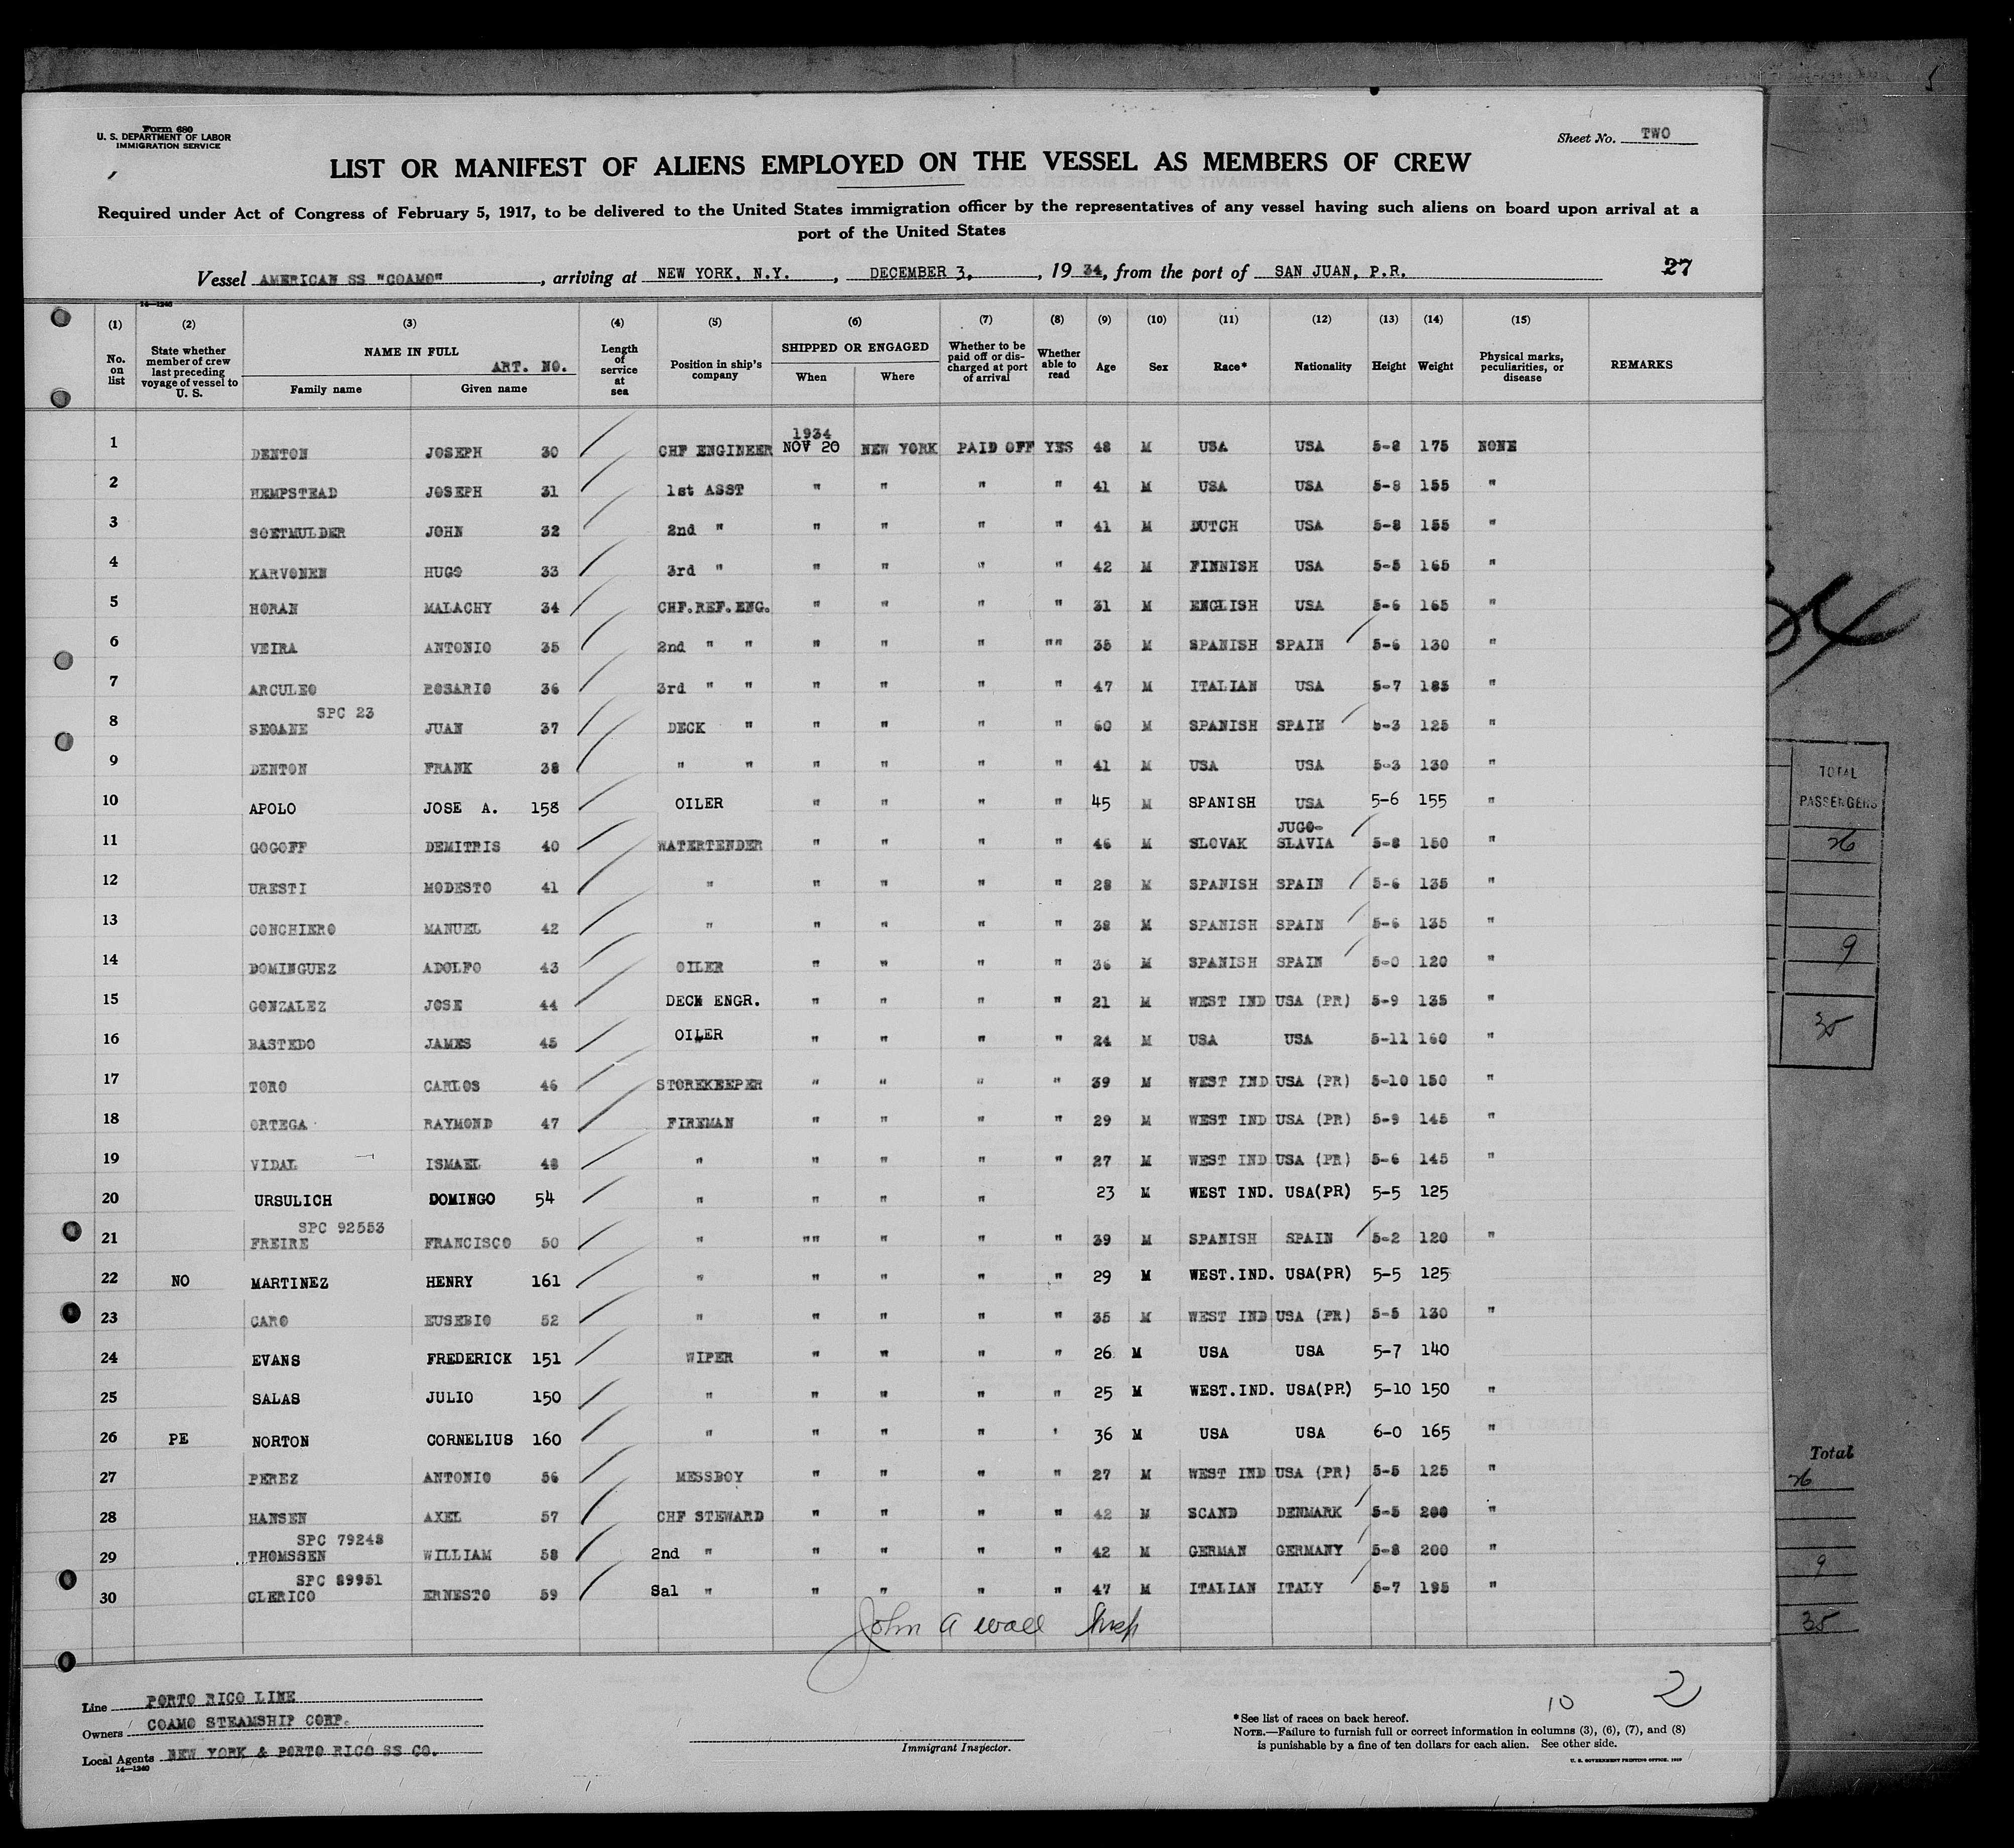 Form 680
U. S. DEPARTMENT OF LABOR
IMMIGRATION SERVICE
Sheet No. TWO
LIST OR MANIFEST OF ALIENS EMPLOYED ON THE VESSEL AS MEMBERS OF CREW
Required under Act of Congress of February 5, 1917, to be delivered to the United States immigration officer by the representatives of any vessel having such aliens on board upon arrival at a
port of the United States
Vessel AMERICAN SS "COAMO", arriving at NEW YORK, N.Y., DECEMBER 3, 1934, from the port of SAN JUAN, P.R. 27
14—1240
(1) (2) (3) (4) (5) (6) (7) (8) (9) (10) (11) (12) (13) (14) (15)
No. on list State whether member of crew last preceding voyage of vessel to U. S. NAME IN FULL ART. NO. Family name Given name Length of service at sea Position in ship's company SHIPPED OR ENGAGED When Where Whether to be paid off or discharged at port of arrival Whether able to read Age Sex Race* Nationality Height Weight Physical marks, peculiarities, or disease REMARKS
1934
1 DENTON JOSEPH 30 CHF ENGINEER NOV 20 NEW YORK PAID OFF YES 48 M USA USA 5-8 175 NONE
2 HEMPSTEAD JOSEPH 31 1st ASST " " " " 41 M USA USA 5-8 155 "
3 SOETMULDER JOHN 32 2nd " " " " " 41 M DUTCH USA 5-8 155 "
4 KARVONEN HUGO 33 3rd " " " " " 42 M FINNISH USA 5-5 165 "
5 HORAN MALACHY 34 CHF.REF.ENG. " " " " 31 M ENGLISH USA 5-6 165 "
6 VEIRA ANTONIO 35 2nd " " " " " "" 35 M SPANISH SPAIN 5-6 130 "
7 ARCULEO ROSARIO 36 3rd " " " " " " 47 M ITALIAN USA 5-7 185 "
SPC 23
8 SEOANE JUAN 37 DECK " " " " " 60 M SPANISH SPAIN 5-3 125 "
9 DENTON FRANK 38 " " " " " " 41 M USA USA 5-3 130 "
10 APOLO JOSE A. 158 OILER " " " " 45 M SPANISH USA 5-6 155 "
JUGO-
11 GOGOFF DEMITRIS 40 WATERTENDER " " " " 46 M SLOVAK SLAVIA 5-8 150 "
12 URESTI MODESTO 41 " " " " " 28 M SPANISH SPAIN 5-6 135 "
13 CONCHIERO MANUEL 42 " " " " " 38 M SPANISH SPAIN 5-6 135 "
14 DOMINGUEZ ADOLFO 43 OILER " " " " 36 M SPANISH SPAIN 5-0 120 "
15 GONZALEZ JOSE 44 DECK ENGR. " " " " 21 M WEST IND USA (PR) 5-9 135 "
16 BASTEDO JAMES 45 OILER " " " " 24 M USA USA 5-11 160 "
17 TORO CARLOS 46 STOREKEEPER " " " " 39 M WEST IND USA (PR) 5-10 150 "
18 ORTEGA RAYMOND 47 FIREMAN " " " " 29 M WEST IND USA (PR) 5-9 145 "
19 VIDAL ISMAEL 48 " " " " " 27 M WEST IND USA (PR) 5-6 145 "
20 URSULICH DOMINGO 54 " " " " 23 M WEST IND. USA(PR) 5-5 125
SPC 92553
21 FREIRE FRANCISCO 50 " "" " " " 39 M SPANISH SPAIN 5-2 120 "
22 NO MARTINEZ HENRY 161 " " " " " 29 M WEST.IND. USA(PR) 5-5 125
23 CARO EUSEBIO 52 " " " " " 35 M WEST IND USA (PR) 5-5 130 "
24 EVANS FREDERICK 151 WIPER " " " " 26 M USA USA 5-7 140
25 SALAS JULIO 150 " " " " " 25 M WEST.IND. USA(PR) 5-10 150 "
26 PE NORTON CORNELIUS 160 " " " " ' 36 M USA USA 6-0 165 "
27 PEREZ ANTONIO 56 MESSBOY " " " " 27 M WEST IND USA (PR) 5-5 125 "
28 HANSEN AXEL 57 CHF STEWARD " " " " 42 M SCAND DENMARK 5-5 200 "
SPC 79248
29 THOMSSEN WILLIAM 58 2nd " " " " " 42 M GERMAN GERMANY 5-8 200 "
SPC 89951
30 CLERICO ERNESTO 59 Sal " " " " " 47 M ITALIAN ITALY 5-7 195 "
John A Wall Insp
Line PORTO RICO LINE
Owners COAMO STEAMSHIP CORP.
Local Agents NEW YORK & PORTO RICO SS CO.
14—1240
Immigrant Inspector.
10 2
*See list of races on back hereof.
NOTE.—Failure to furnish full or correct information in columns (3), (6), (7), and (8)
is punishable by a fine of ten dollars for each alien. See other side.
U. S. GOVERNMENT PRINTING OFFICE
TOTAL
PASSENGERS
26
9
35
Total
26
9
35